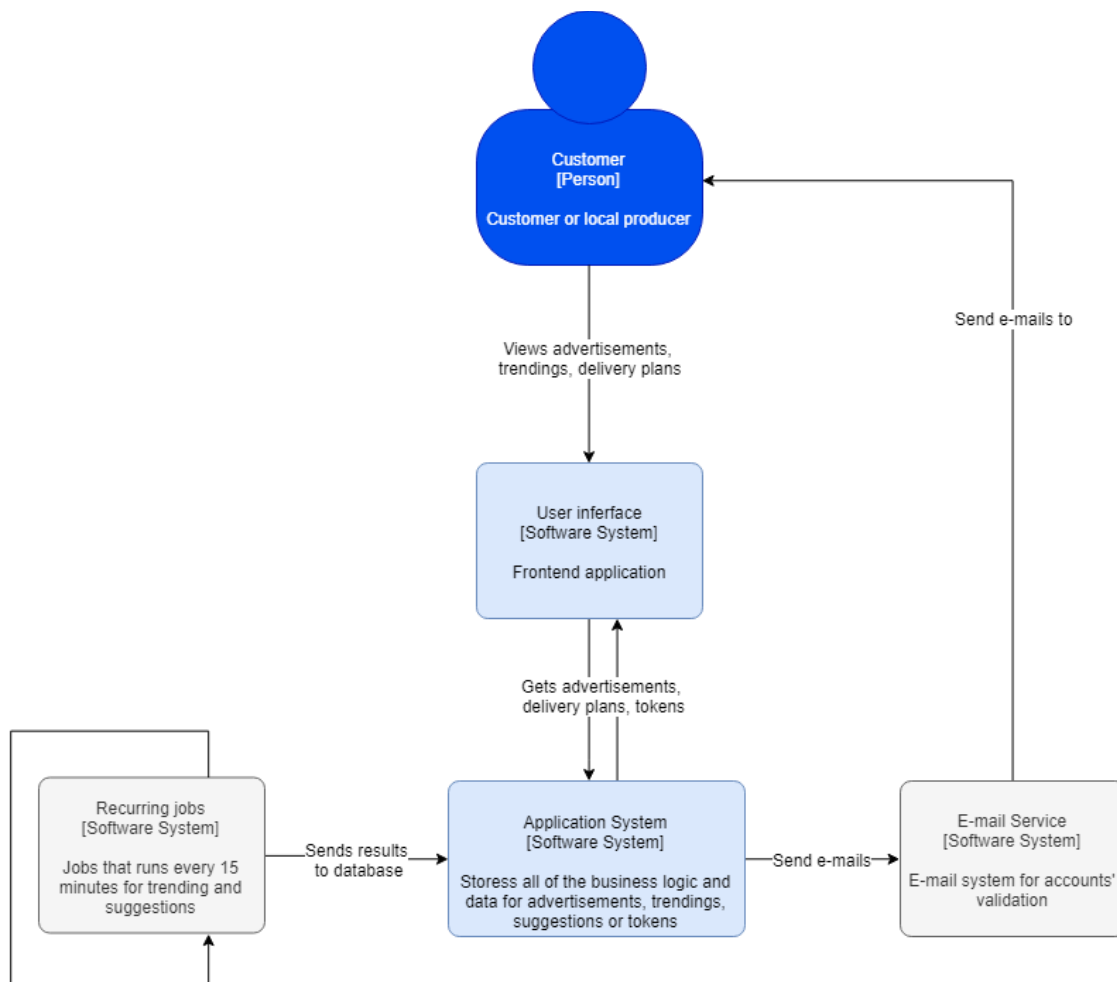 Customer
[Person]
Customer or local producer
Send e-mails to
Views advertisements,
trendings, delivery plans
User inferface
[Software System]
Frontend application
Gets advertisements,
delivery plans, tokens
Recurring jobs
[Software System]
Jobs that runs every 15
minutes for trending and
suggestions
Sends results
to database
Application System
[Software System]
Storess all of the business logic and
data for advertisements, trendings,
suggestions or tokens
Send e-mails
E-mail Service
[Software System]
E-mail system for accounts'
validation